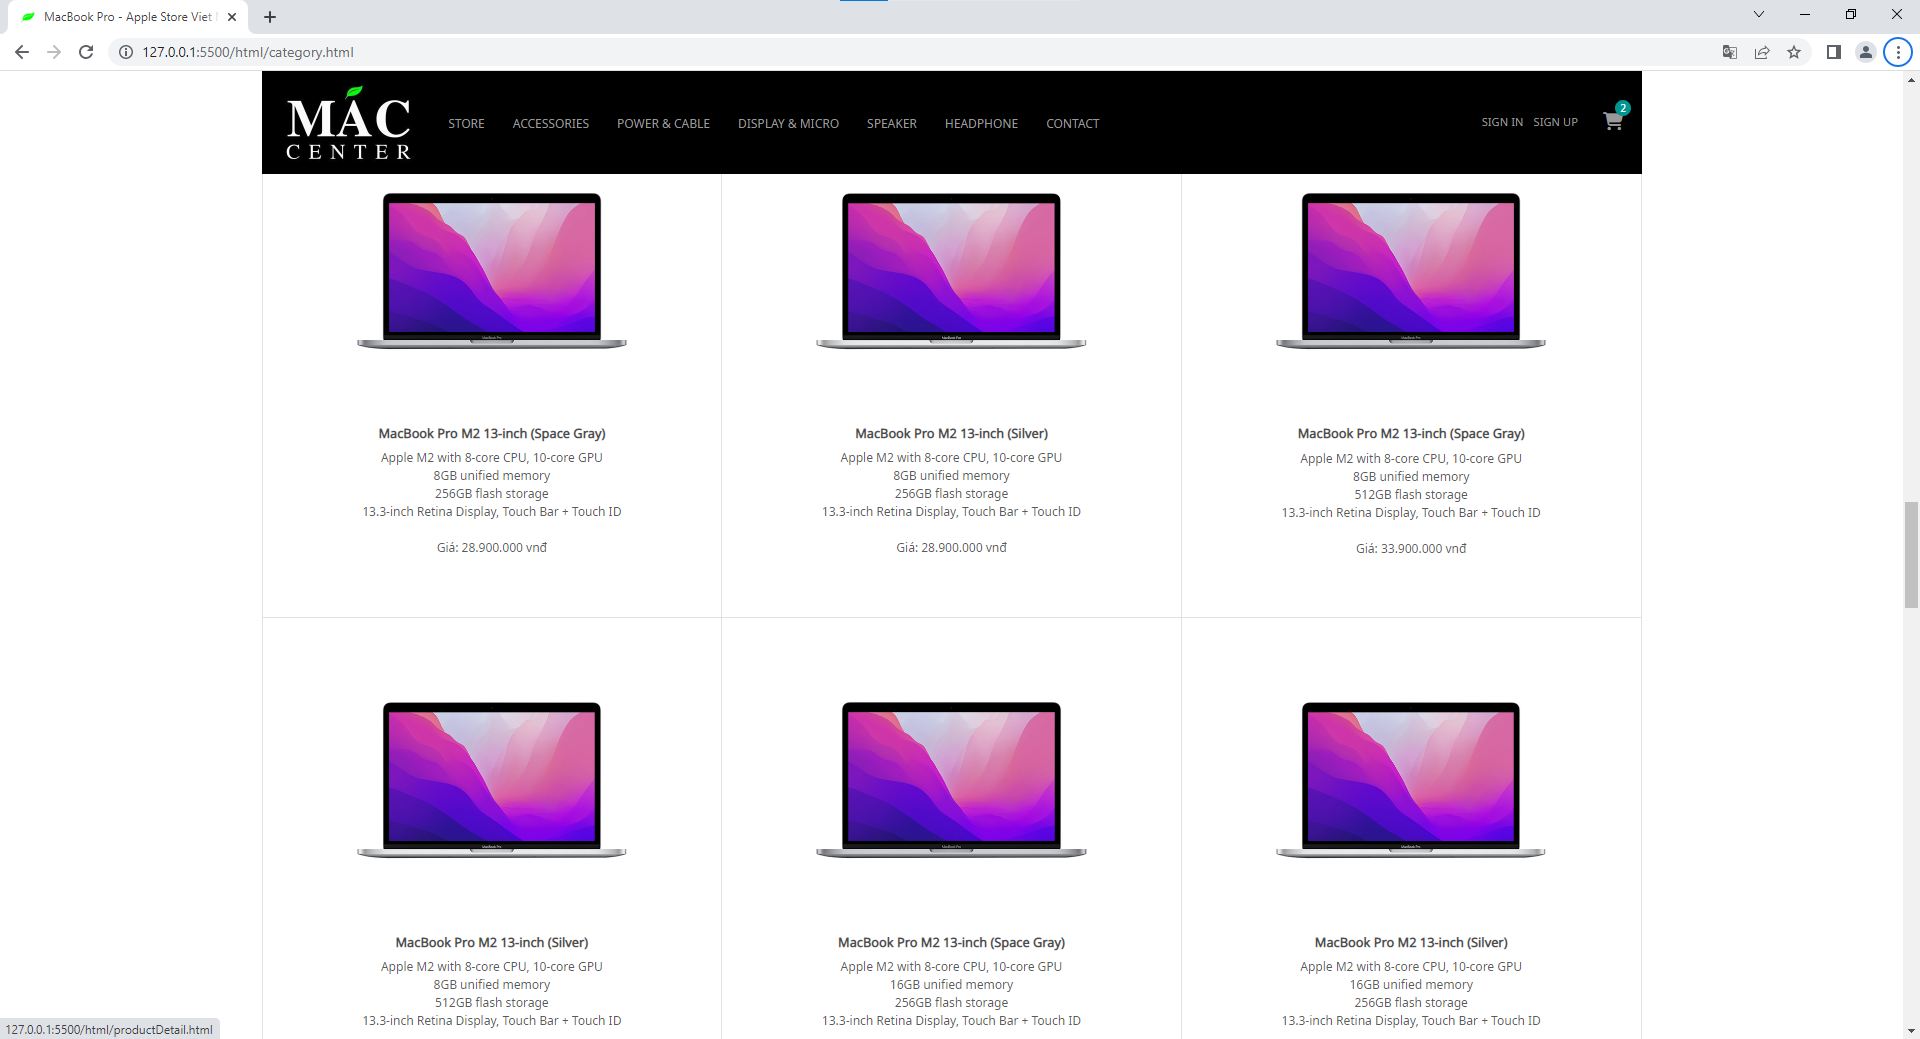 MacBook Pro - Apple Store Viet
127.0.0.1:5500/html/category.html
MAC
CENTER
STORE ACCESSORIES POWER & CABLE DISPLAY & MICRO SPEAKER HEADPHONE CONTACT
SIGN IN SIGN UP 2
MacBook Pro M2 13-inch (Space Gray)
Apple M2 with 8-core CPU, 10-core GPU
8GB unified memory
256GB flash storage
13.3-inch Retina Display, Touch Bar + Touch ID
Giá: 28.900.000 vnđ
MacBook Pro M2 13-inch (Silver)
Apple M2 with 8-core CPU, 10-core GPU
8GB unified memory
256GB flash storage
13.3-inch Retina Display, Touch Bar + Touch ID
Giá: 28.900.000 vnđ
MacBook Pro M2 13-inch (Space Gray)
Apple M2 with 8-core CPU, 10-core GPU
8GB unified memory
512GB flash storage
13.3-inch Retina Display, Touch Bar + Touch ID
Giá: 33.900.000 vnđ
MacBook Pro M2 13-inch (Silver)
Apple M2 with 8-core CPU, 10-core GPU
8GB unified memory
512GB flash storage
13.3-inch Retina Display, Touch Bar + Touch ID
MacBook Pro M2 13-inch (Space Gray)
Apple M2 with 8-core CPU, 10-core GPU
16GB unified memory
256GB flash storage
13.3-inch Retina Display, Touch Bar + Touch ID
MacBook Pro M2 13-inch (Silver)
Apple M2 with 8-core CPU, 10-core GPU
16GB unified memory
256GB flash storage
13.3-inch Retina Display, Touch Bar + Touch ID
127.0.0.1:5500/html/productDetail.html